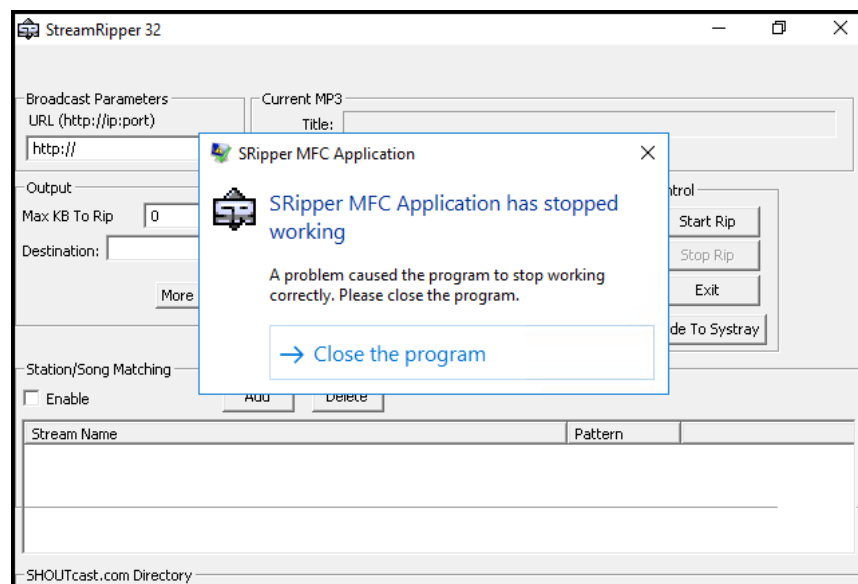 StreamRipper 32
Broadcast Parameters
Current MP3
URL (http://ip:port)
Title:
http://
SRipper MFC Application
Output
SRipper MFC Application has stopped
working
Max KB To Rip 0
Start Rip
Destination:
Stop Rip
A problem caused the program to stop working
correctly. Please close the program.
More
Exit
Close the program
de To Systray
Station/Song Matching
Enable
Add Delete
Stream Name Pattern
SHOUTcast.com Directory